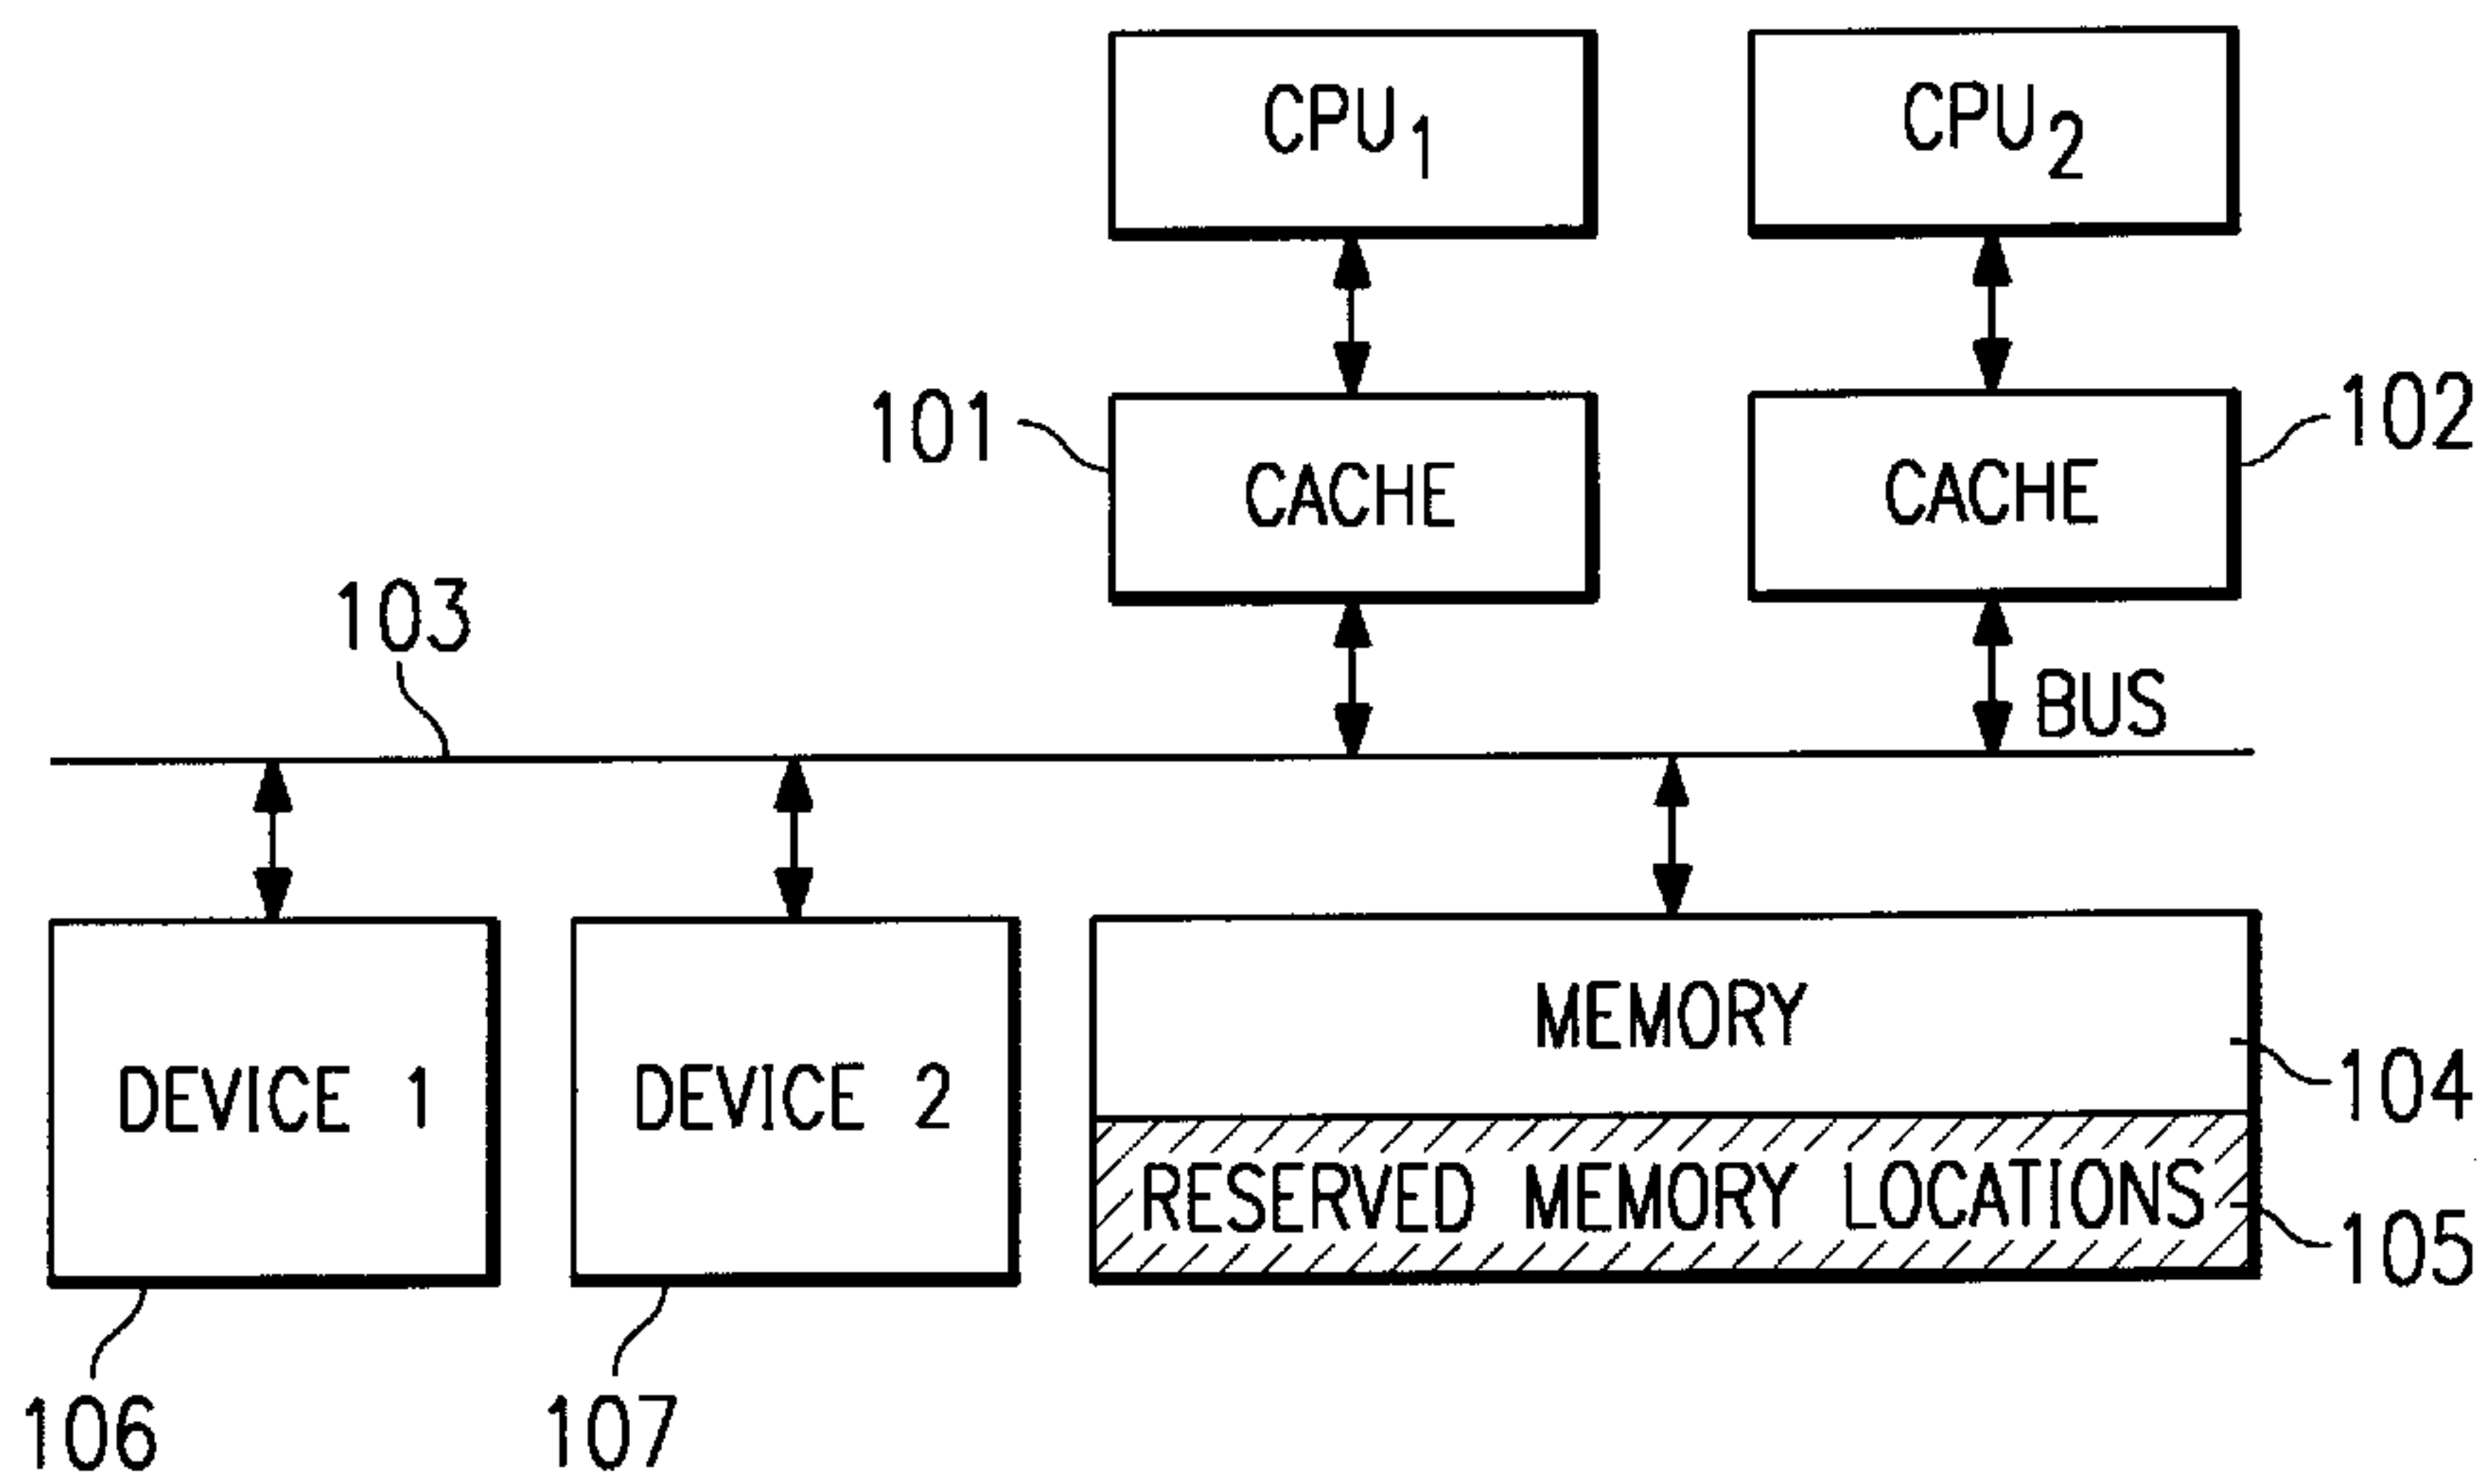 CPU1
CPU2
101
CACHE
CACHE
102
103
BUS
DEVICE 1
DEVICE 2
MEMORY
104
RESERVED MEMORY LOCATIONS
105
106
107